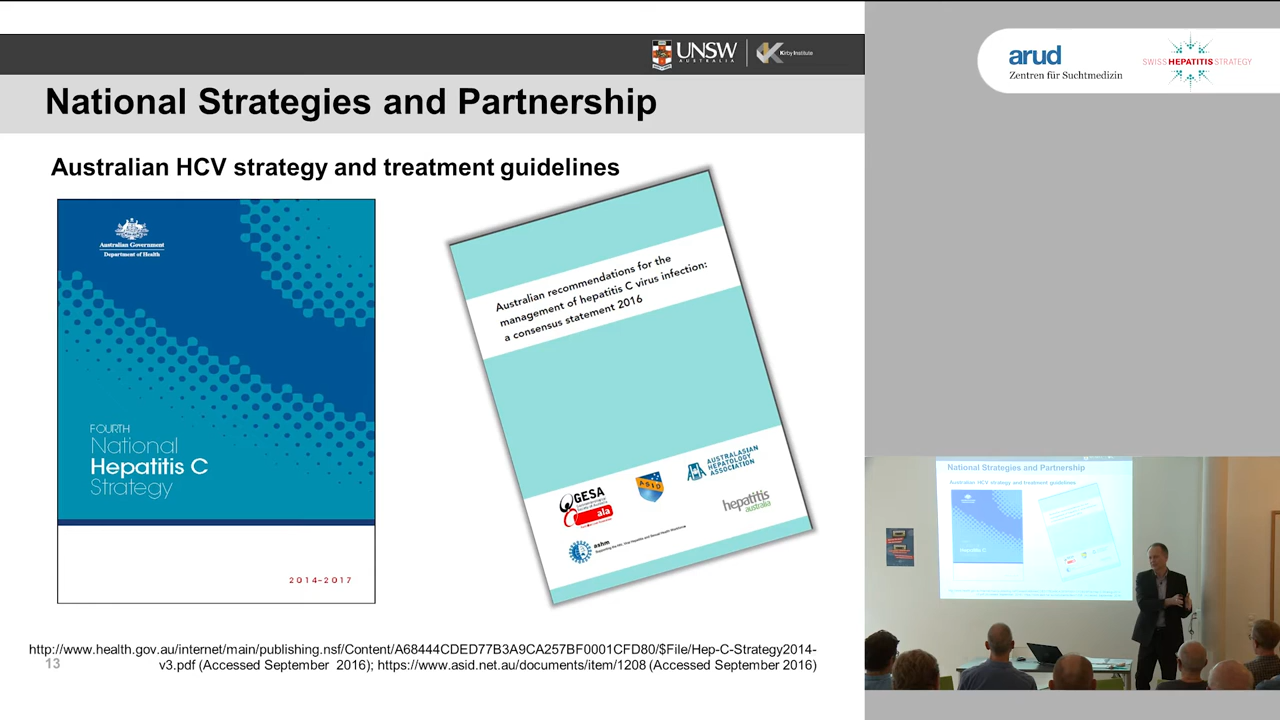 UNSW
AUSTRALIA
Kirby Institute
National Strategies and Partnership
Australian HCV strategy and treatment guidelines
Australian Government
Department of Health
FOURTH
National
Hepatitis C
Strategy
2014–2017
Australian recommendations for the
management of hepatitis C virus infection:
a consensus statement 2016
GESA
ala
ASID
AUSTRALASIAN
HEPATOLOGY
ASSOCIATION
hepatitis
australia
ashm
http://www.health.gov.au/internet/main/publishing.nsf/Content/A68444CDED77B3A9CA257BF0001CFD80/$File/Hep-C-Strategy2014-
v3.pdf (Accessed September 2016); https://www.asid.net.au/documents/item/1208 (Accessed September 2016)
13
arud
Zentren für Suchtmedizin
SWISS HEPATITIS STRATEGY
National Strategies and Partnership
Australian HCV strategy and treatment guidelines
Hepatitis C